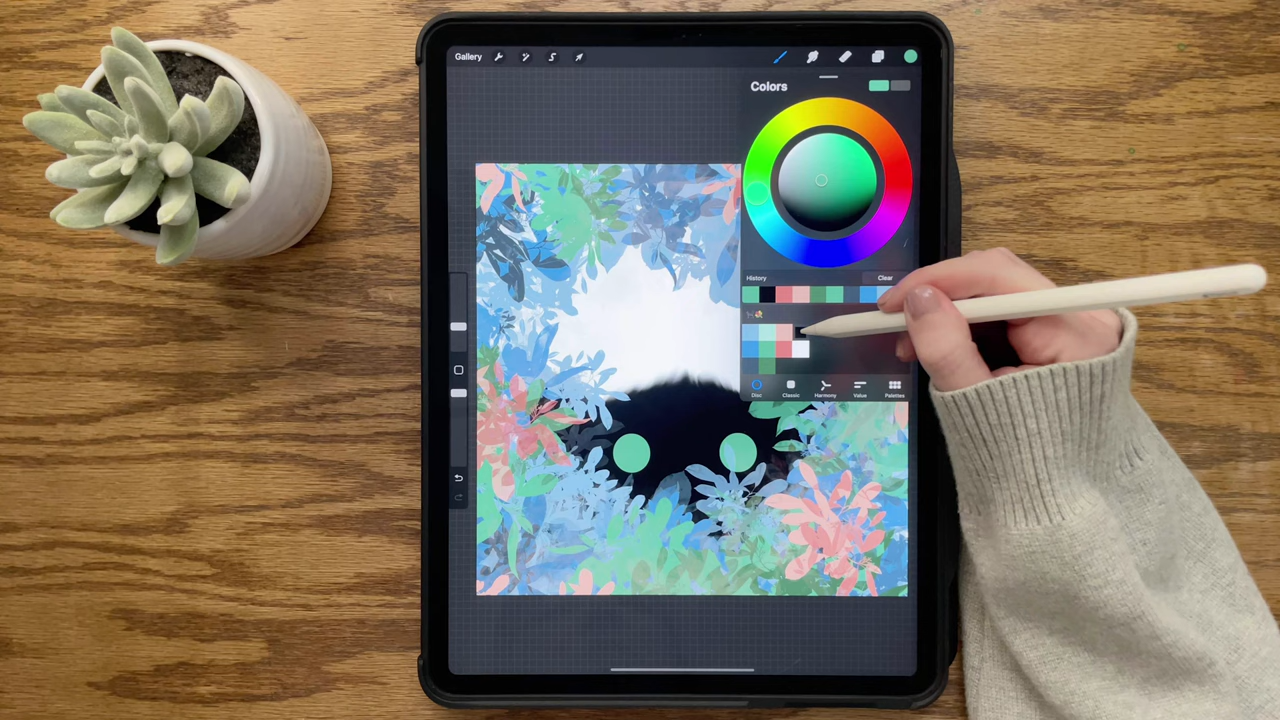 Gallery
Colors
History
Clear
Disc
Classic
Harmony
Value
Palettes